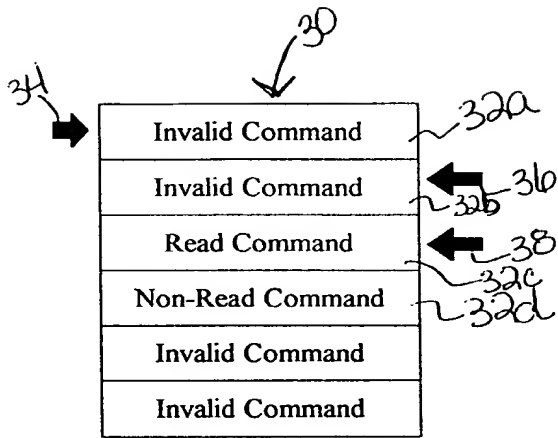 30
34
Invalid Command 32a
Invalid Command 36
32b
Read Command 38
32c
Non-Read Command 32d
Invalid Command
Invalid Command